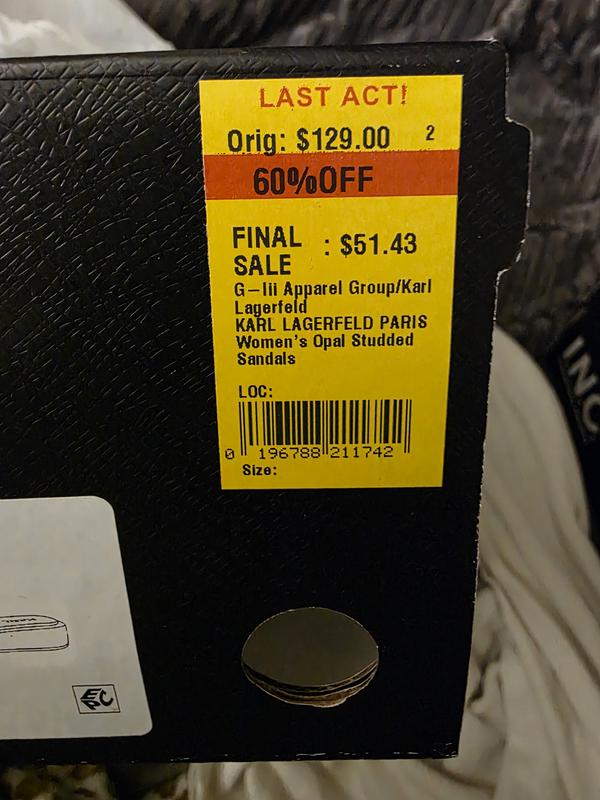 LAST ACT!
Orig: $129.00 2
60%OFF
FINAL SALE : $51.43
G-Iii Apparel Group/Karl
Lagerfeld
KARL LAGERFELD PARIS
Women's Opal Studded
Sandals
LOC:
0 196788 211742
Size:
INC
EPC